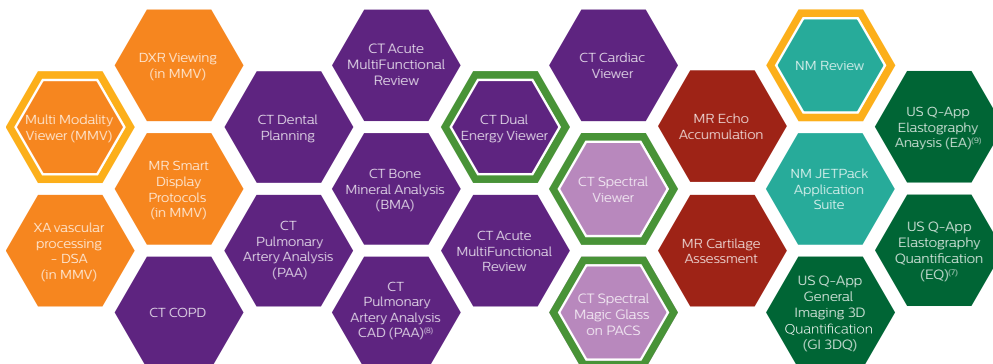 Multi Modality
Viewer (MMV)
XA vascular
processing
- DSA
(in MMV)
DXR Viewing
(in MMV)
MR Smart
Display
Protocols
(in MMV)
CT COPD
CT Dental
Planning
CT
Pulmonary
Artery Analysis
(PAA)
CT Acute
MultiFunctional
Review
CT Bone
Mineral Analysis
(BMA)
CT
Pulmonary
Artery Analysis
CAD (PAA)(8)
CT Dual
Energy Viewer
CT Acute
MultiFunctional
Review
CT Cardiac
Viewer
CT Spectral
Viewer
CT Spectral
Magic Glass
on PACS
MR Echo
Accumulation
MR Cartilage
Assessment
NM Review
NM JETPack
Application
Suite
US Q-App
General
Imaging 3D
Quantification
(GI 3DQ)
US Q-App
Elastography
Anaysis (EA)(9)
US Q-App
Elastography
Quantification
(EQ)(7)